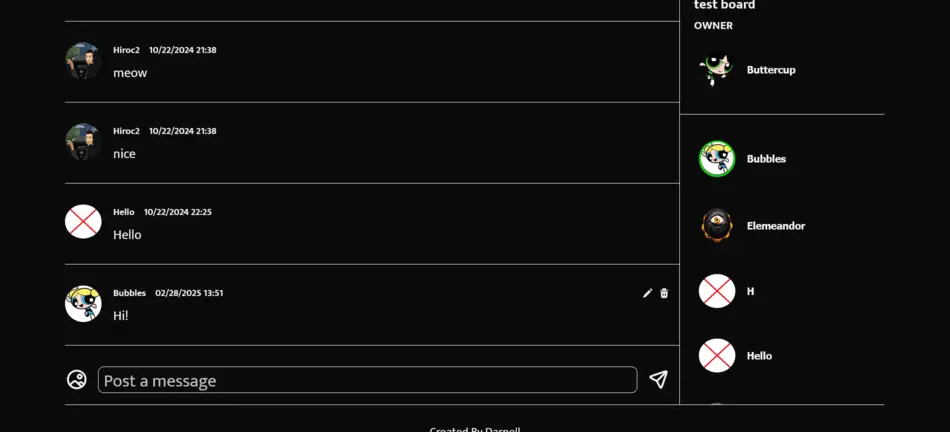 Hiroc2 10/22/2024 21:38
meow
Hiroc2 10/22/2024 21:38
nice
Hello 10/22/2024 22:25
Hello
Bubbles 02/28/2025 13:51
Hi!
Post a message
test board
OWNER
Buttercup
Bubbles
Elemeandor
H
Hello
Created By Darnell